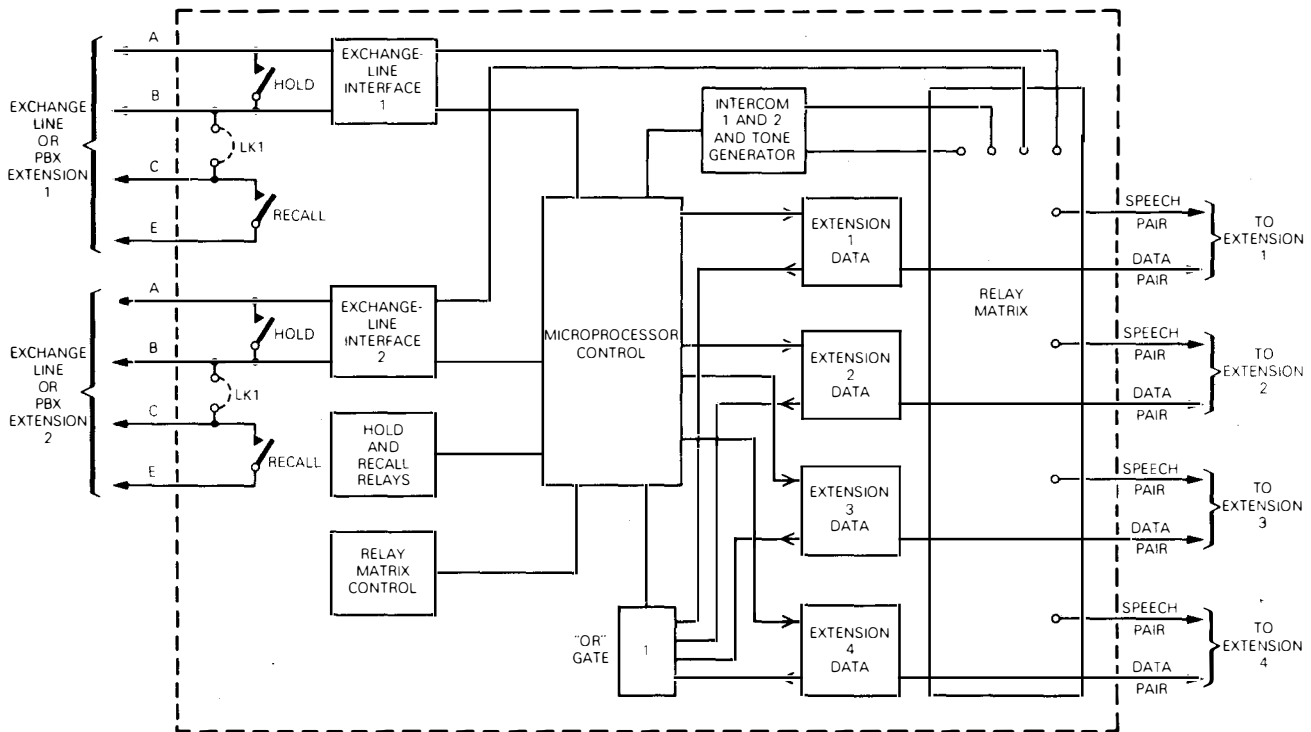 A
B
C
E
EXCHANGE
LINE
OR
PBX
EXTENSION
1
HOLD
LK1
RECALL
EXCHANGE-
LINE
INTERFACE
1
INTERCOM
1 AND 2
AND TONE
GENERATOR
A
B
C
E
EXCHANGE
LINE
OR
PBX
EXTENSION
2
HOLD
LK1
RECALL
EXCHANGE-
LINE
INTERFACE
2
HOLD
AND
RECALL
RELAYS
RELAY
MATRIX
CONTROL
MICROPROCESSOR
CONTROL
"OR"
GATE
1
EXTENSION
1
DATA
EXTENSION
2
DATA
EXTENSION
3
DATA
EXTENSION
4
DATA
RELAY
MATRIX
SPEECH
PAIR
DATA
PAIR
TO
EXTENSION
1
SPEECH
PAIR
DATA
PAIR
TO
EXTENSION
2
SPEECH
PAIR
DATA
PAIR
TO
EXTENSION
3
SPEECH
PAIR
DATA
PAIR
TO
EXTENSION
4